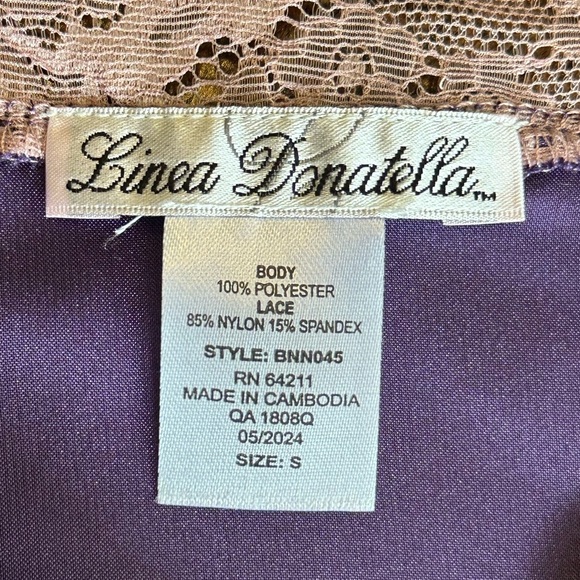 Linea Donatella™
BODY
100% POLYESTER
LACE
85% NYLON 15% SPANDEX
STYLE: BNN045
RN 64211
MADE IN CAMBODIA
QA 1808Q
05/2024
SIZE: S